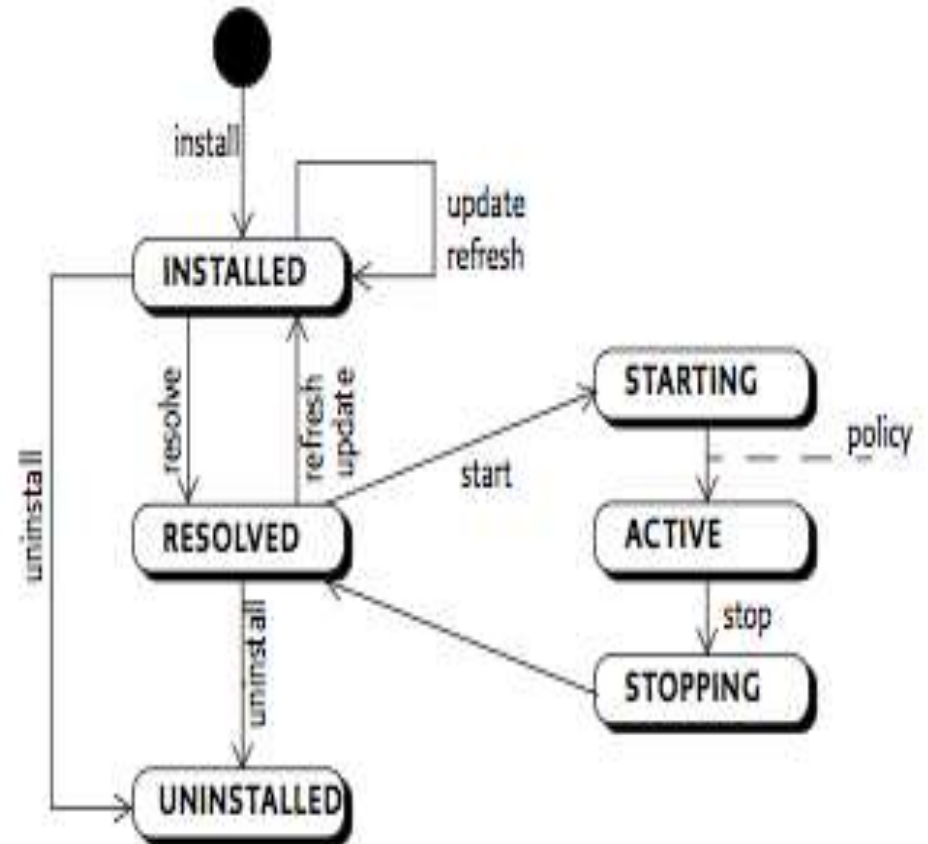 install
update
refresh
INSTALLED
resolve
refresh
update
STARTING
policy
start
uninstall
RESOLVED
ACTIVE
uninstall
stop
STOPPING
UNINSTALLED